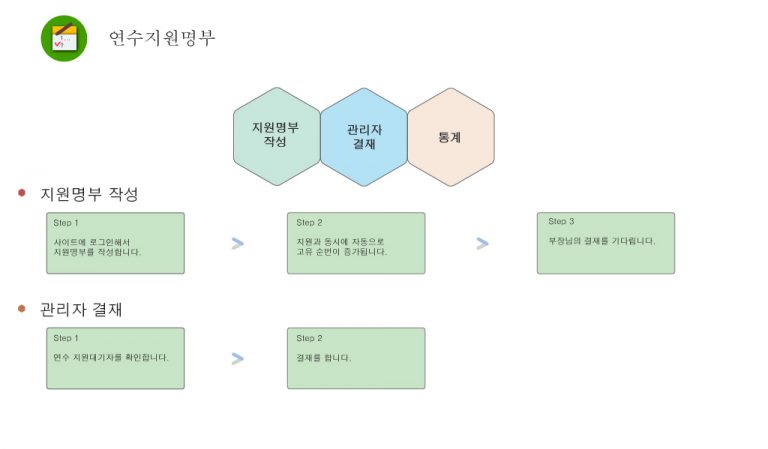 연수지원명부
지원명부
작성
관리자
결재
통계
지원명부 작성
Step 1
사이트에 로그인해서
지원명부를 작성합니다.
Step 2
지원과 동시에 자동으로
고유 순번이 증가됩니다.
Step 3
부장님의 결재를 기다립니다.
관리자 결재
Step 1
연수 지원대기자를 확인합니다.
Step 2
결재를 합니다.